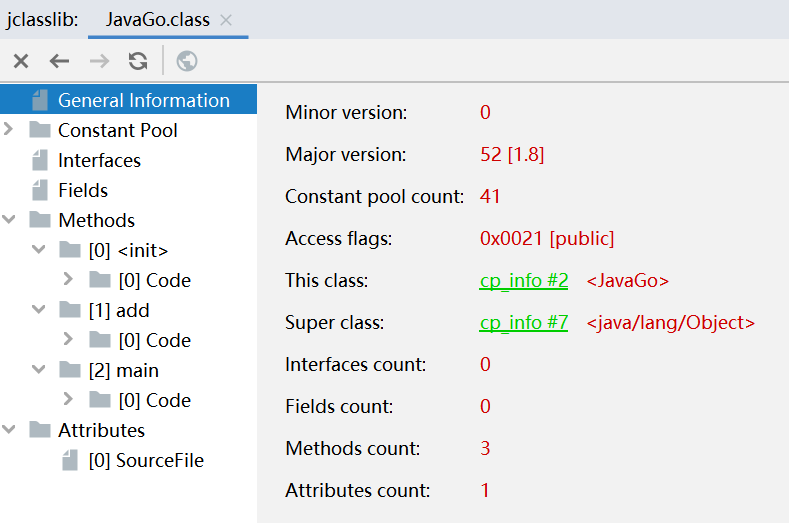 jclasslib: JavaGo.class
General Information
Constant Pool
Interfaces
Fields
Methods
[0] <init>
[0] Code
[1] add
[0] Code
[2] main
[0] Code
Attributes
[0] SourceFile
Minor version: 0
Major version: 52 [1.8]
Constant pool count: 41
Access flags: 0x0021 [public]
This class: cp_info #2 <JavaGo>
Super class: cp_info #7 <java/lang/Object>
Interfaces count: 0
Fields count: 0
Methods count: 3
Attributes count: 1